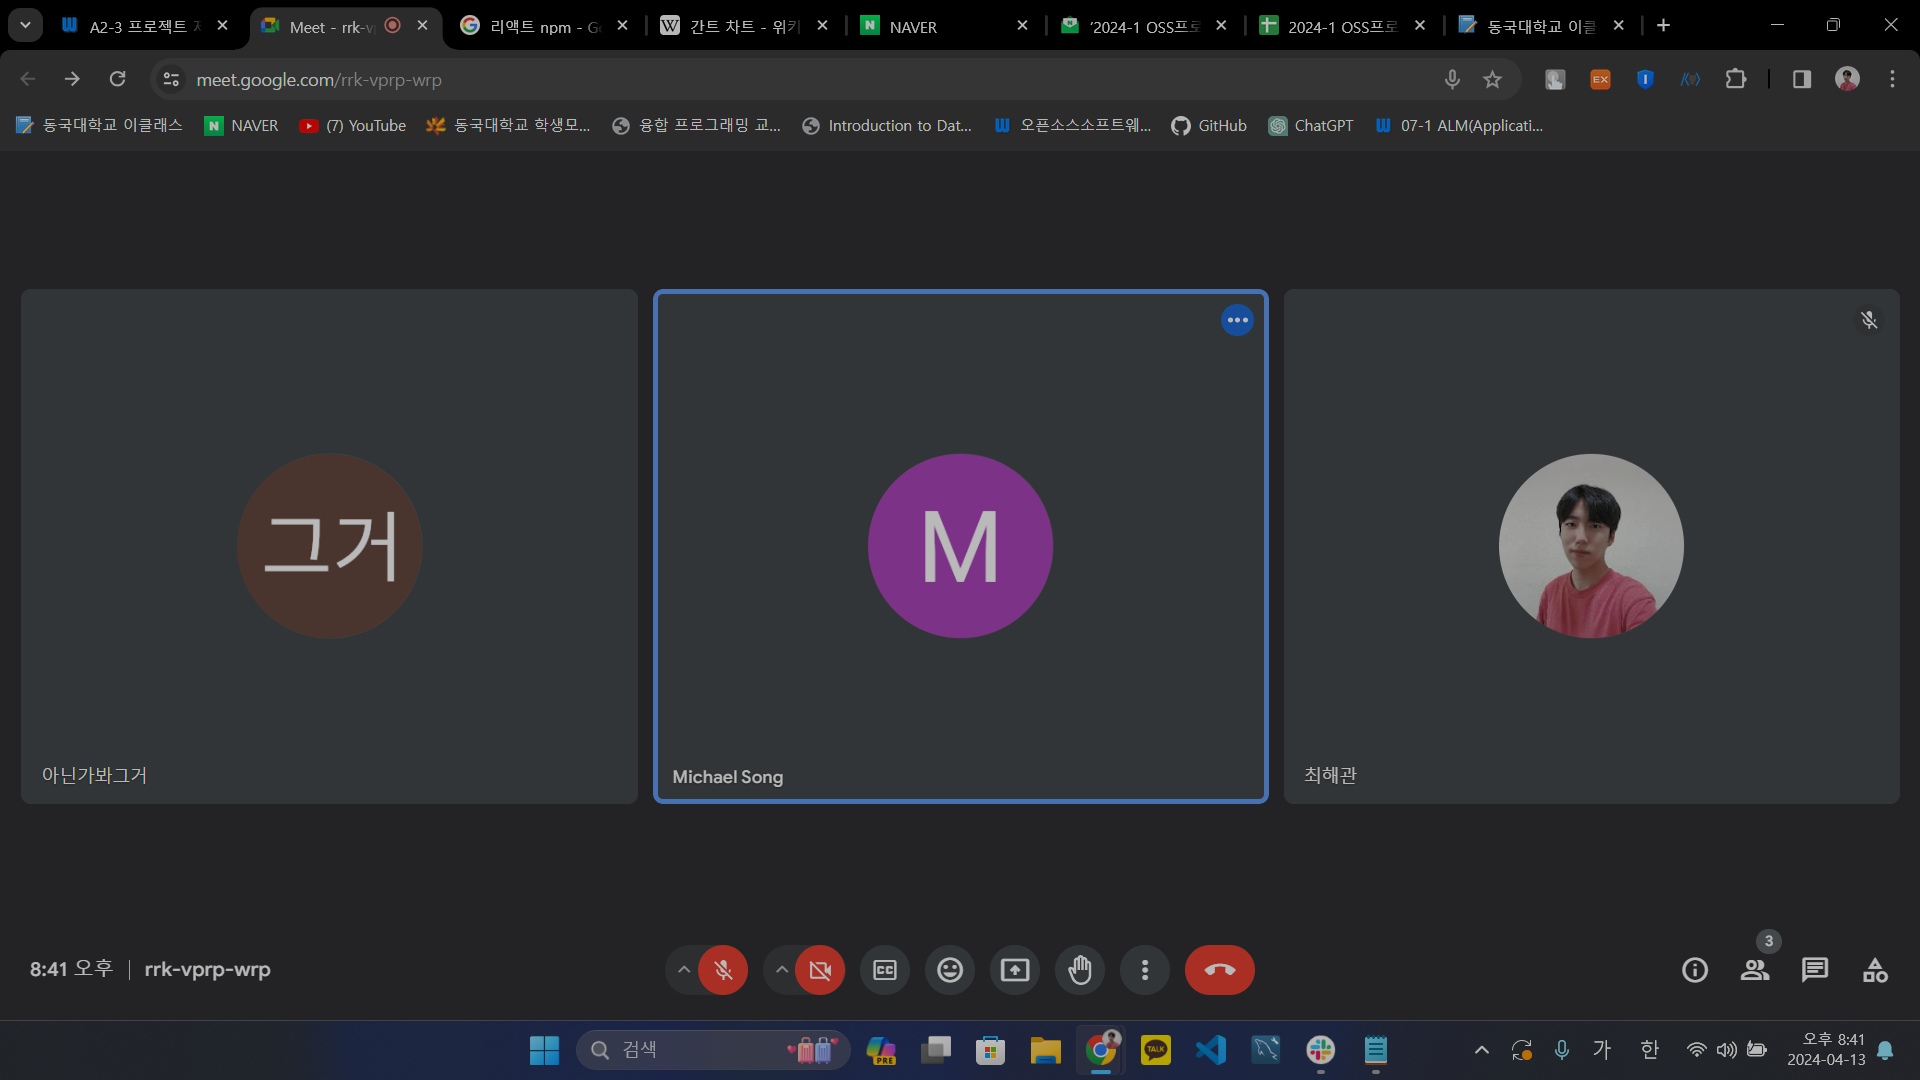 A2-3 프로젝트
Meet - rrk-v
리액트 npm - G
간트 차트 - 위키
NAVER
‘2024-1 OSS프로
2024-1 OSS프로
동국대학교 이클
meet.google.com/rrk-vprp-wrp
EX
동국대학교 이클래스
NAVER
(7) YouTube
동국대학교 학생모...
융합 프로그래밍 교...
Introduction to Dat...
오픈소스소프트웨...
GitHub
ChatGPT
07-1 ALM(Applicati...
그거
M
아닌가봐그거
Michael Song
최해관
3
8:41 오후
rrk-vprp-wrp
CC
검색
PRE
TALK
가
한
오후 8:41
2024-04-13